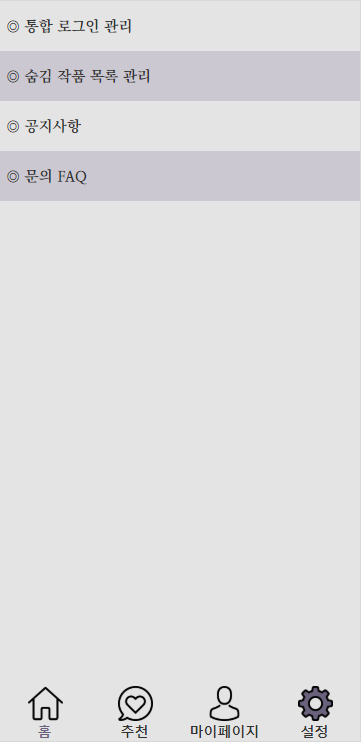 ◎ 통합 로그인 관리
◎ 숨김 작품 목록 관리
◎ 공지사항
◎ 문의 FAQ
홈 추천 마이페이지 설정